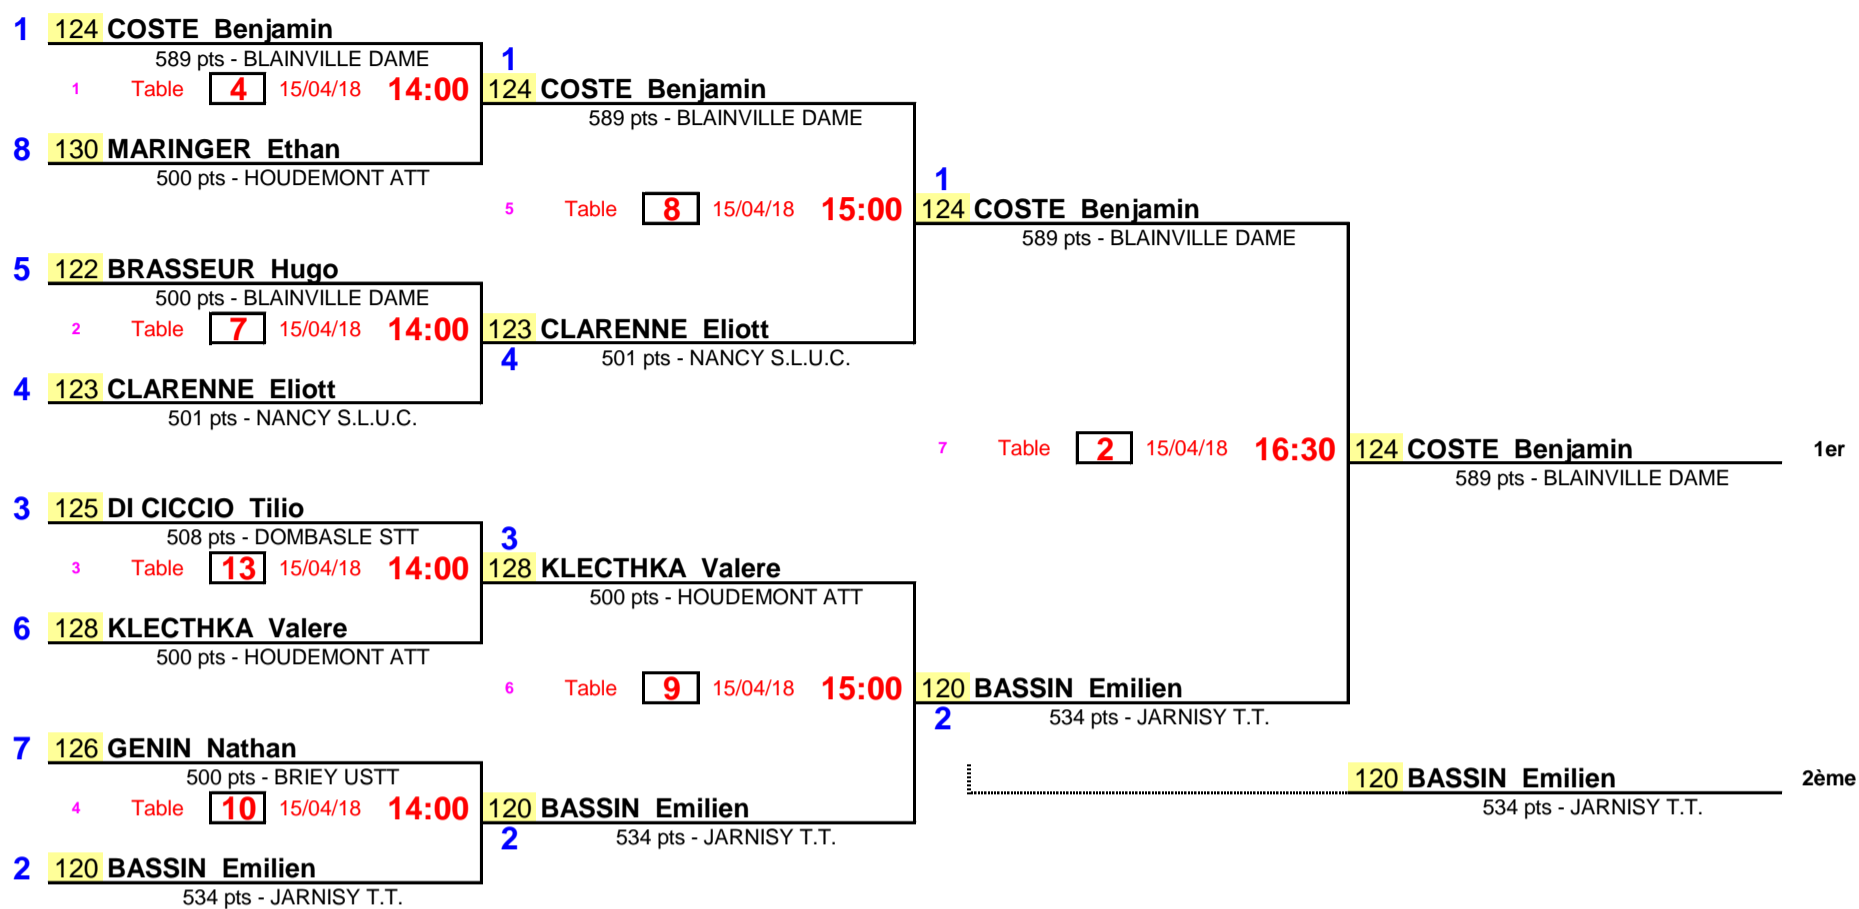 1 124 COSTE Benjamin
589 pts - BLAINVILLE DAME
1
1 Table 4 15/04/18 14:00 124 COSTE Benjamin
589 pts - BLAINVILLE DAME
8 130 MARINGER Ethan
500 pts - HOUDEMONT ATT
1
5 Table 8 15/04/18 15:00 124 COSTE Benjamin
589 pts - BLAINVILLE DAME
5 122 BRASSEUR Hugo
500 pts - BLAINVILLE DAME
2 Table 7 15/04/18 14:00 123 CLARENNE Eliott
4 501 pts - NANCY S.L.U.C.
4 123 CLARENNE Eliott
501 pts - NANCY S.L.U.C.
7 Table 2 15/04/18 16:30 124 COSTE Benjamin 1er
589 pts - BLAINVILLE DAME
3 125 DI CICCIO Tilio
508 pts - DOMBASLE STT
3
3 Table 13 15/04/18 14:00 128 KLECTHKA Valere
500 pts - HOUDEMONT ATT
6 128 KLECTHKA Valere
500 pts - HOUDEMONT ATT
6 Table 9 15/04/18 15:00 120 BASSIN Emilien
2 534 pts - JARNISY T.T.
7 126 GENIN Nathan
500 pts - BRIEY USTT
120 BASSIN Emilien 2ème
534 pts - JARNISY T.T.
4 Table 10 15/04/18 14:00 120 BASSIN Emilien
2 534 pts - JARNISY T.T.
2 120 BASSIN Emilien
534 pts - JARNISY T.T.